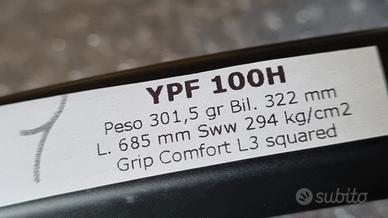 YPF 100H
Peso 301,5 gr Bil. 322 mm
L. 685 mm Sww 294 kg/cm2
Grip Comfort L3 squared
subito